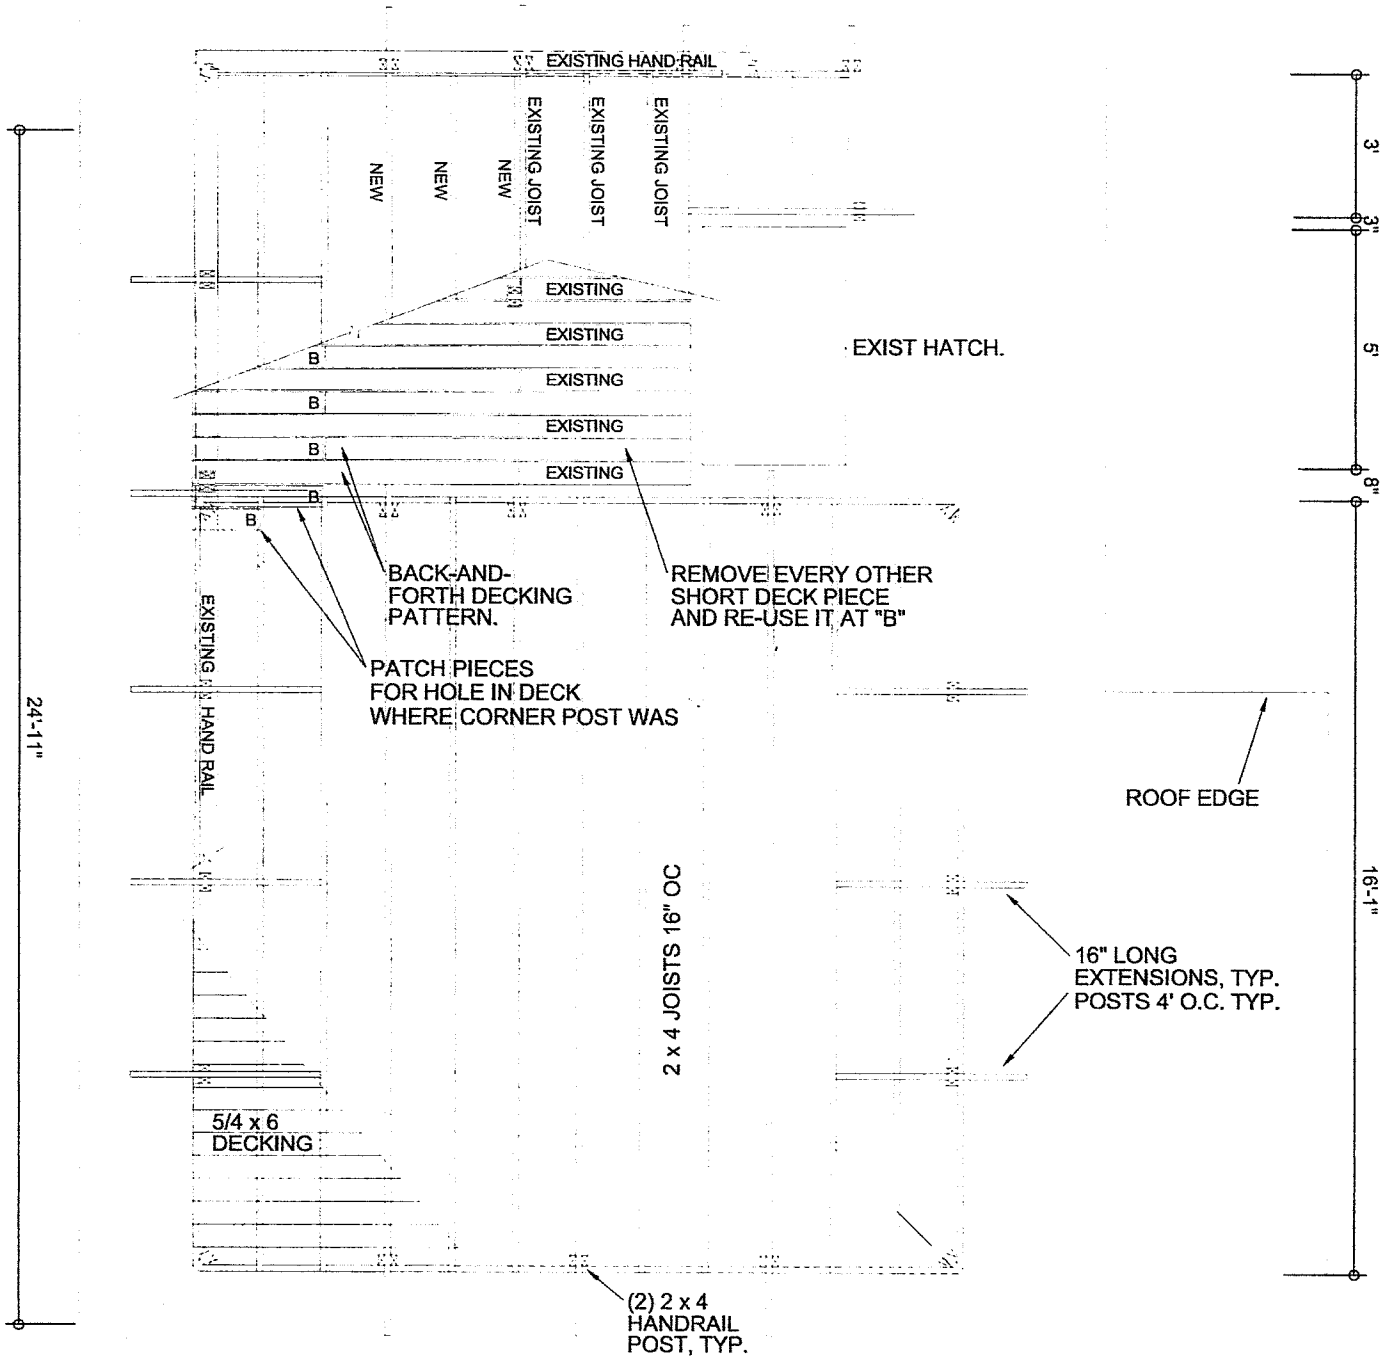 EXISTING HAND RAIL
EXISTING JOIST
EXISTING JOIST
EXISTING JOIST
NEW
NEW
NEW
3'
3"
5'
8"
16'-1"
24'-11"
EXISTING
EXISTING
EXISTING
EXISTING
EXISTING
B
B
B
B
B
EXIST HATCH.
BACK-AND-
FORTH DECKING
PATTERN.
REMOVE EVERY OTHER
SHORT DECK PIECE
AND RE-USE IT AT "B"
PATCH PIECES
FOR HOLE IN DECK
WHERE CORNER POST WAS
EXISTING HAND RAIL
ROOF EDGE
2 x 4 JOISTS 16" OC
16" LONG
EXTENSIONS, TYP.
POSTS 4' O.C. TYP.
5/4 x 6
DECKING
(2) 2 x 4
HANDRAIL
POST, TYP.